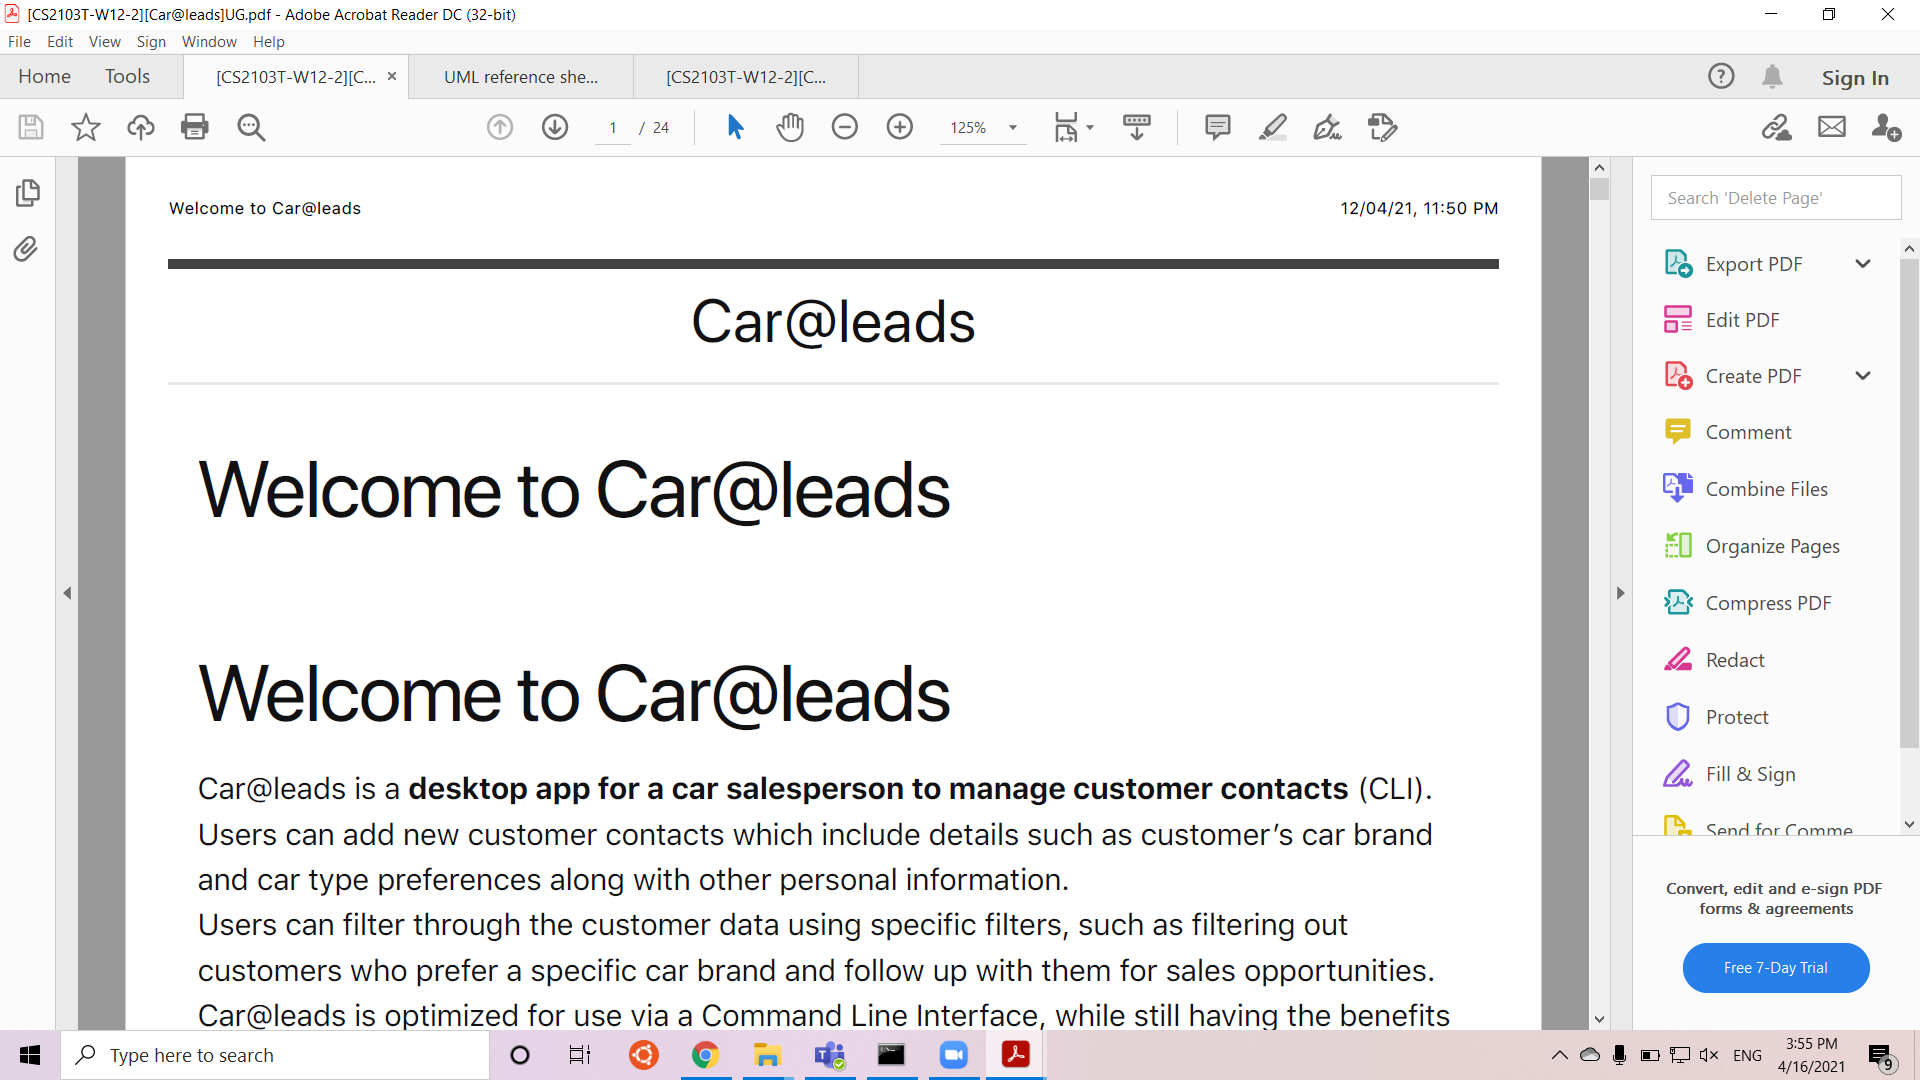 [CS2103T-W12-2][Car@leads]UG.pdf - Adobe Acrobat Reader DC (32-bit)
File Edit View Sign Window Help
Home Tools [CS2103T-W12-2][C... UML reference she... [CS2103T-W12-2][C... Sign In
1 / 24 125%
Welcome to Car@leads 12/04/21, 11:50 PM
Car@leads
Welcome to Car@leads
Welcome to Car@leads
Car@leads is a desktop app for a car salesperson to manage customer contacts (CLI).
Users can add new customer contacts which include details such as customer’s car brand
and car type preferences along with other personal information.
Users can filter through the customer data using specific filters, such as filtering out
customers who prefer a specific car brand and follow up with them for sales opportunities.
Car@leads is optimized for use via a Command Line Interface, while still having the benefits
Search 'Delete Page'
Export PDF
Edit PDF
Create PDF
Comment
Combine Files
Organize Pages
Compress PDF
Redact
Protect
Fill & Sign
Send for Comme
Convert, edit and e-sign PDF
forms & agreements
Free 7-Day Trial
Type here to search
ENG
3:55 PM
4/16/2021
9